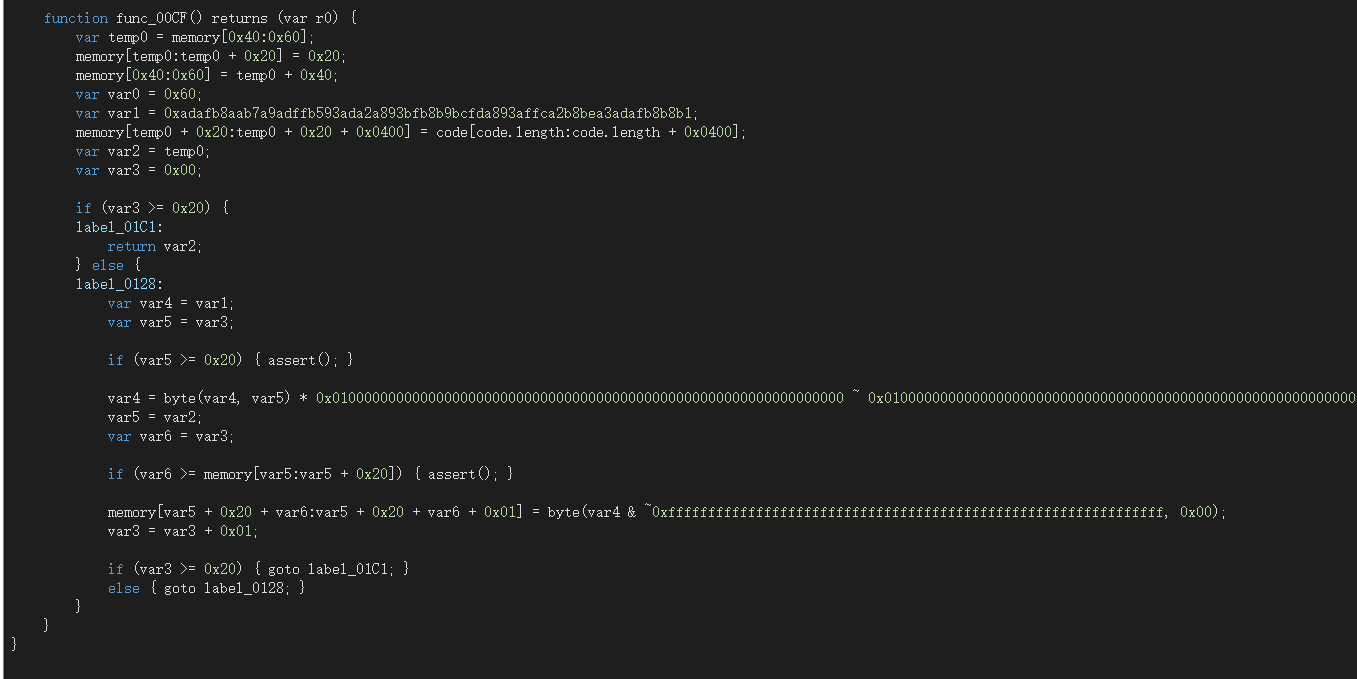 function func_00CF() returns (var r0) {
var temp0 = memory[0x40:0x60];
memory[temp0:temp0 + 0x20] = 0x20;
memory[0x40:0x60] = temp0 + 0x40;
var var0 = 0x60;
var var1 = 0xadafb8aab7a9adffb593ada2a893bfb8b9bcfda893affca2b8bea3adafb8b8b1;
memory[temp0 + 0x20:temp0 + 0x20 + 0x0400] = code[code.length:code.length + 0x0400];
var var2 = temp0;
var var3 = 0x00;
if (var3 >= 0x20) {
label_01C1:
return var2;
} else {
label_0128:
var var4 = var1;
var var5 = var3;
if (var5 >= 0x20) { assert(); }
var4 = byte(var4, var5) * 0x0100000000000000000000000000000000000000000000000000000000000000 ~ 0x0100000000000000000000000000000000000000000000000000000000000
var5 = var2;
var var6 = var3;
if (var6 >= memory[var5:var5 + 0x20]) { assert(); }
memory[var5 + 0x20 + var6:var5 + 0x20 + var6 + 0x01] = byte(var4 & ~0xffffffffffffffffffffffffffffffffffffffffffffffffffffffffffffff, 0x00);
var3 = var3 + 0x01;
if (var3 >= 0x20) { goto label_01C1; }
else { goto label_0128; }
}
}
}